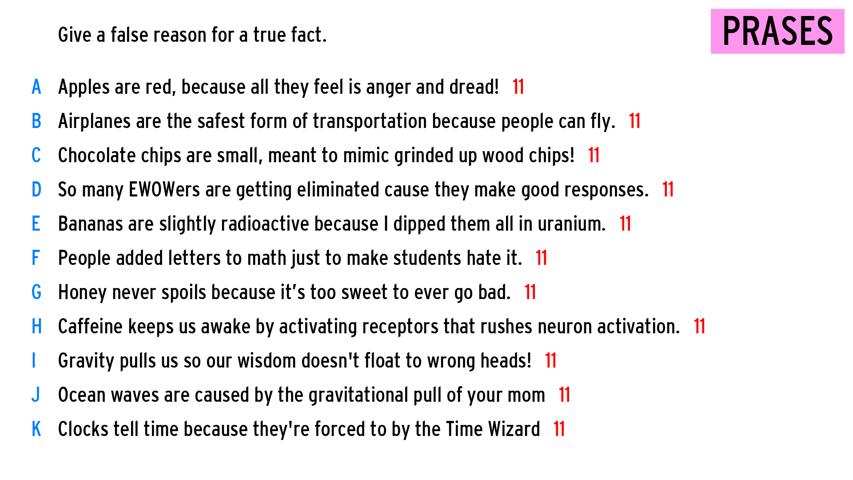 Give a false reason for a true fact.
PRASES
A Apples are red, because all they feel is anger and dread! 11
B Airplanes are the safest form of transportation because people can fly. 11
C Chocolate chips are small, meant to mimic grinded up wood chips! 11
D So many EWOWers are getting eliminated cause they make good responses. 11
E Bananas are slightly radioactive because I dipped them all in uranium. 11
F People added letters to math just to make students hate it. 11
G Honey never spoils because it’s too sweet to ever go bad. 11
H Caffeine keeps us awake by activating receptors that rushes neuron activation. 11
I Gravity pulls us so our wisdom doesn't float to wrong heads! 11
J Ocean waves are caused by the gravitational pull of your mom 11
K Clocks tell time because they're forced to by the Time Wizard 11